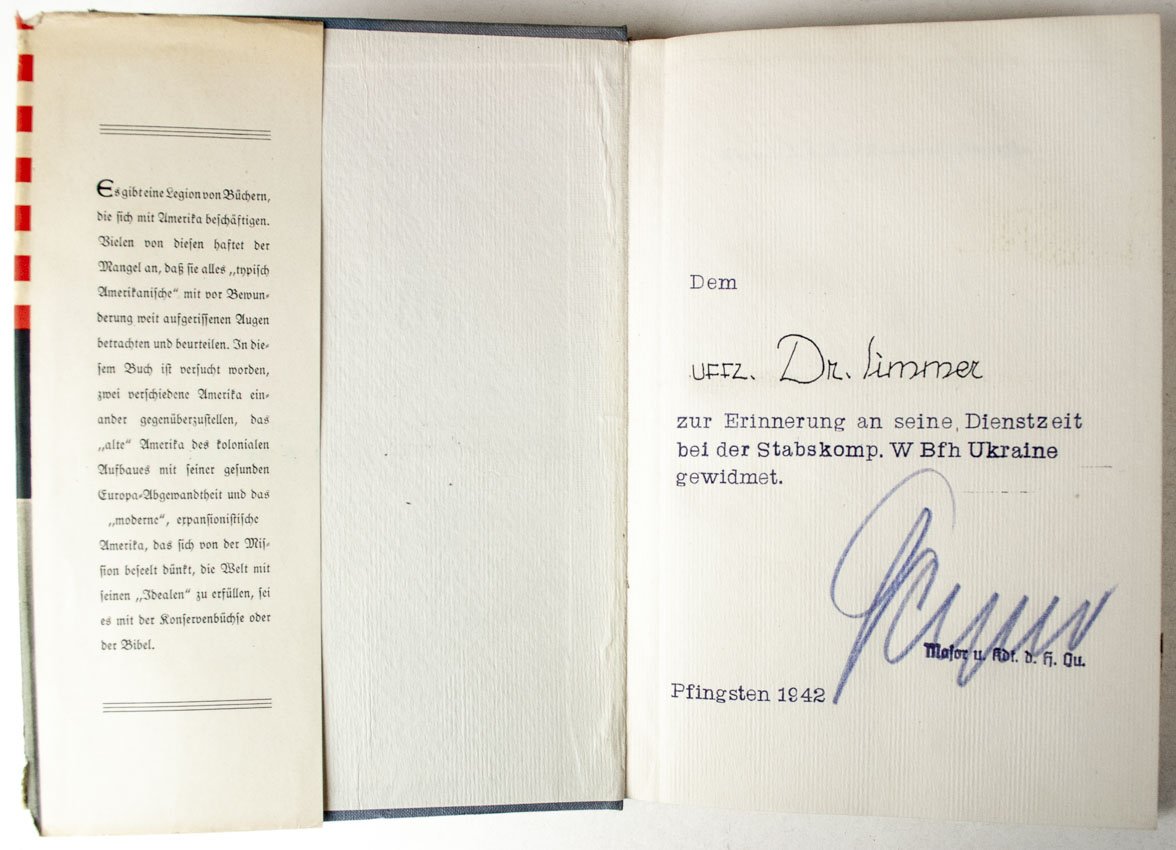 Es gibt eine Legion von Büchern,
die sich mit Amerika beschäftigen.
Vielen von diesen haftet der
Mangel an, daß sie alles „typisch
Amerikanische“ mit vor Bewun-
derung weit aufgerissenen Augen
betrachten und beurteilen. In die-
sem Buch ist versucht worden,
zwei verschiedene Amerika ein-
ander gegenüberzustellen, das
„alte“ Amerika des kolonialen
Aufbaues mit seiner gesunden
Europa-Abgewandtheit und das
„moderne“, expansionistische
Amerika, das sich von der Mis-
sion beseelt dünkt, die Welt mit
seinen „Idealen“ zu erfüllen, sei
es mit der Konservenbüchse oder
der Bibel.
Dem
UFFZ. Dr. Simmer
zur Erinnerung an seine Dienstzeit
bei der Stabskomp. W Bfh Ukraine
gewidmet.
Major u. Kdt. d. H. Qu.
Pfingsten 1942